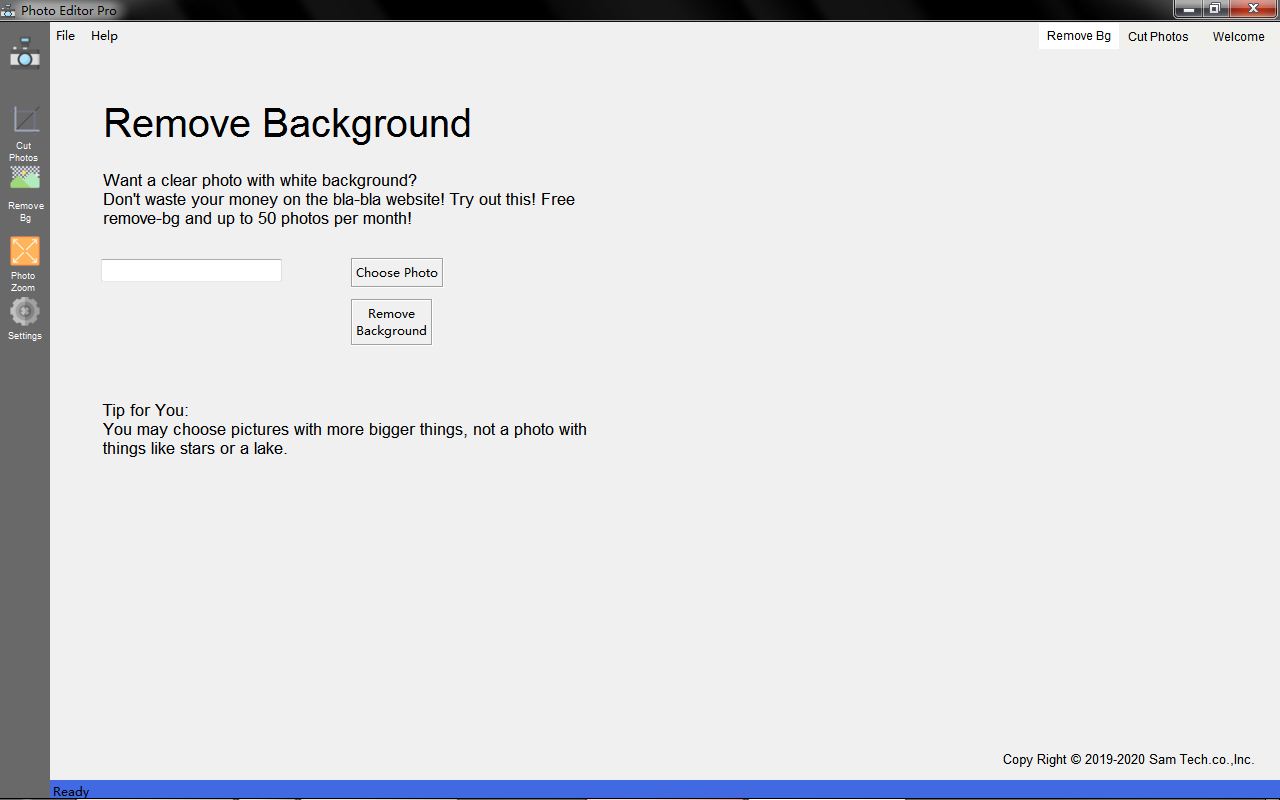 Photo Editor Pro
File Help
Remove Bg Cut Photos Welcome
Cut
Photos
Remove
Bg
Photo
Zoom
Settings
Remove Background
Want a clear photo with white background?
Don't waste your money on the bla-bla website! Try out this! Free
remove-bg and up to 50 photos per month!
Choose Photo
Remove
Background
Tip for You:
You may choose pictures with more bigger things, not a photo with
things like stars or a lake.
Copy Right © 2019-2020 Sam Tech.co.,Inc.
Ready